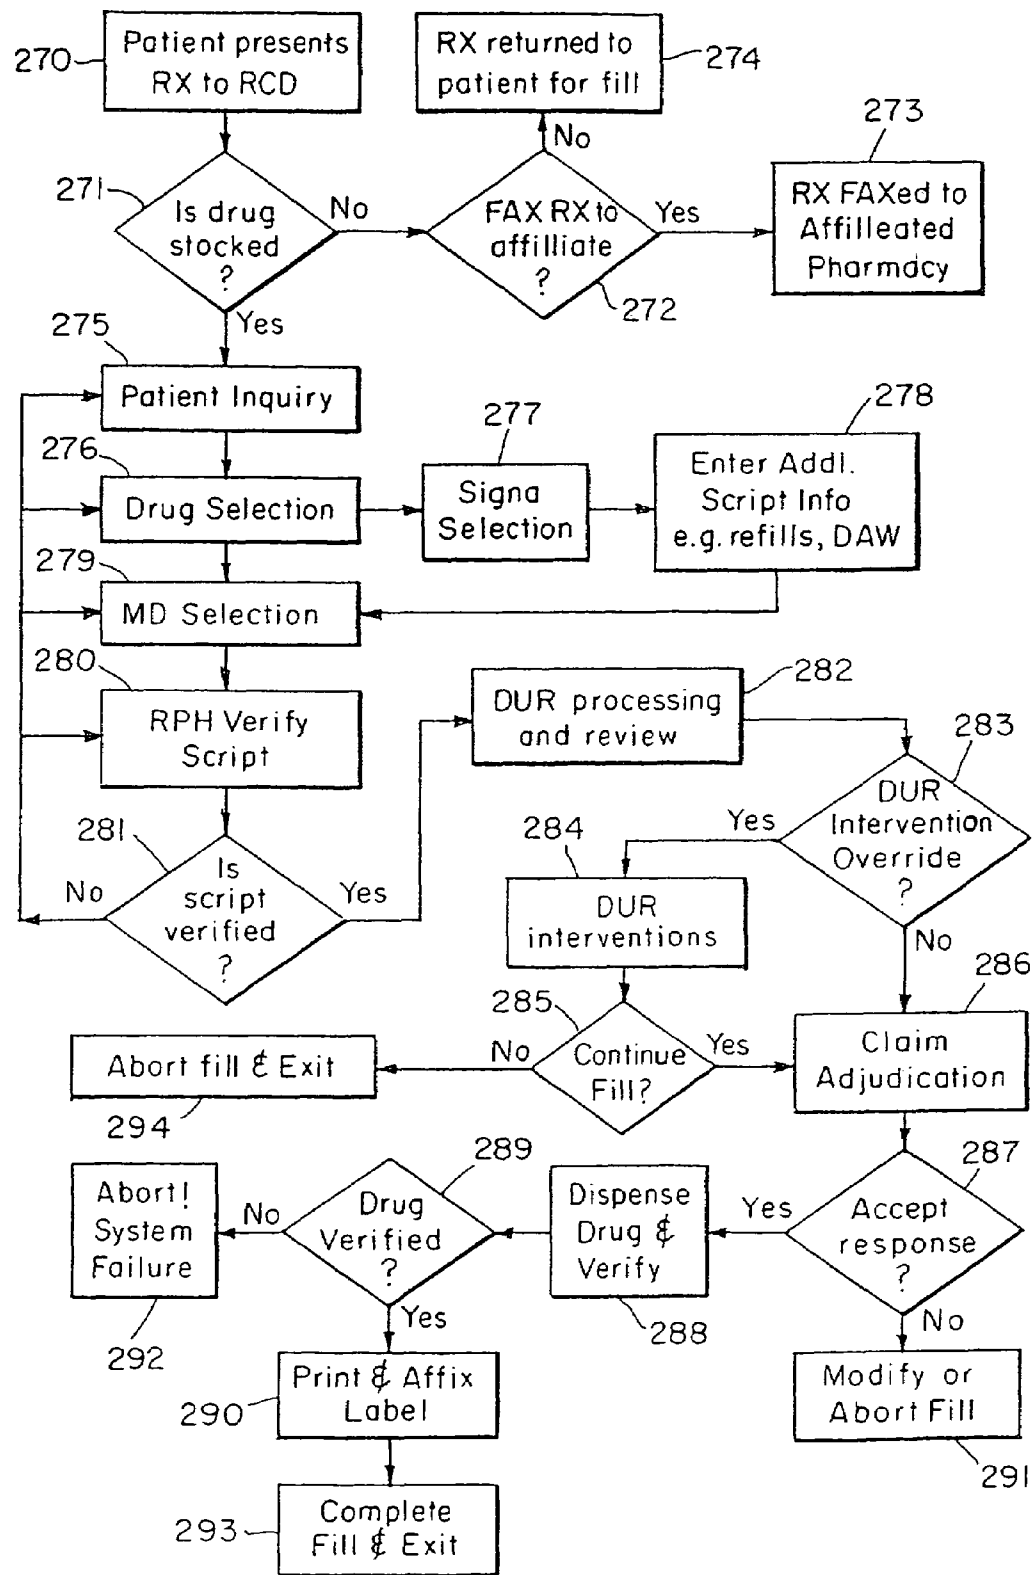 270
Patient presents
RX to RCD
RX returned to
patient for fill
274
271
Is drug
stocked
?
No
No
FAX RX to
affilliate
?
272
Yes
273
RX FAXed to
Affilleated
Pharmacy
Yes
275
Patient Inquiry
276
Drug Selection
277
Signa
Selection
278
Enter Addl.
Script Info
e.g. refills, DAW
279
MD Selection
280
RPH Verify
Script
281
Is
script
verified
?
No
Yes
282
DUR processing
and review
283
DUR
Intervention
Override
?
Yes
No
284
DUR
interventions
285
Continue
Fill?
No
Yes
286
Claim
Adjudication
Abort fill & Exit
294
287
Accept
response
?
Yes
No
Dispense
Drug &
Verify
288
289
Drug
Verified
?
No
Yes
Abort!
System
Failure
292
290
Print & Affix
Label
Modify or
Abort Fill
291
293
Complete
Fill & Exit